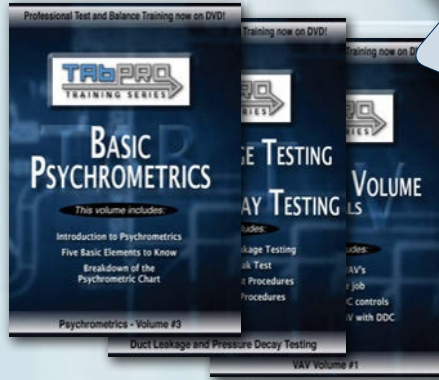 Professional Test and Balance Training now on DVD!
TAbPRO
TRAINING SERIES
BASIC
PSYCHROMETRICS
This volume includes:
Introduction to Psychrometrics
Five Basic Elements to Know
Breakdown of the
Psychrometric Chart
Psychrometrics - Volume #3
Training now on DVD!
GE TESTING
AY TESTING
udes:
kage Testing
ak Test
t Procedures
Procedures
Duct Leakage and Pressure Decay Testing
raining now on D
VOLUME
LS
udes:
AV's
e job
C controls
V with DDC
VAV Volume #1